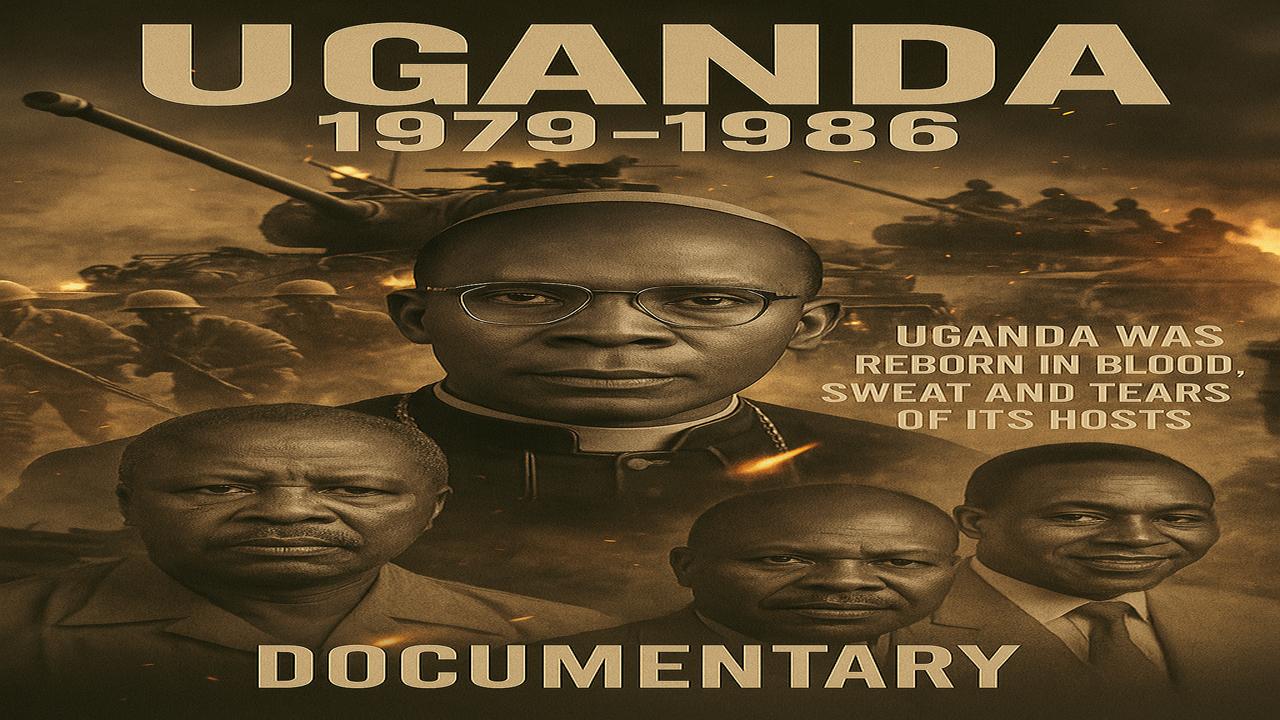 UGANDA
1979–1986
UGANDA WAS
REBORN IN BLOOD,
SWEAT AND TEARS
OF ITS HOSTS
DOCUMENTARY